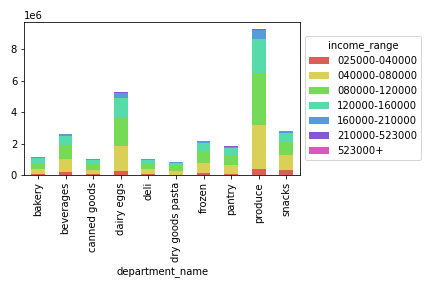 1e6
8
6
4
2
0
bakery
beverages
canned goods
dairy eggs
deli
dry goods pasta
frozen
pantry
produce
snacks
department_name
income_range
025000-040000
040000-080000
080000-120000
120000-160000
160000-210000
210000-523000
523000+